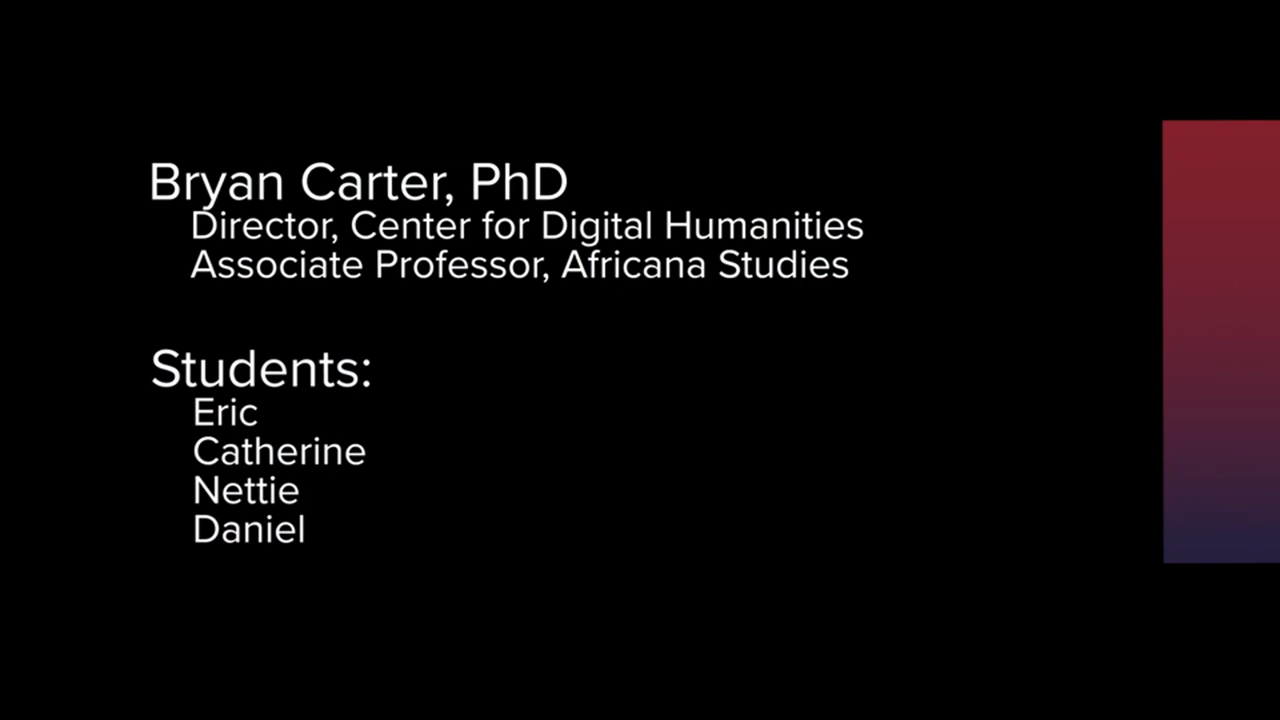 Bryan Carter, PhD
Director, Center for Digital Humanities
Associate Professor, Africana Studies
Students:
Eric
Catherine
Nettie
Daniel